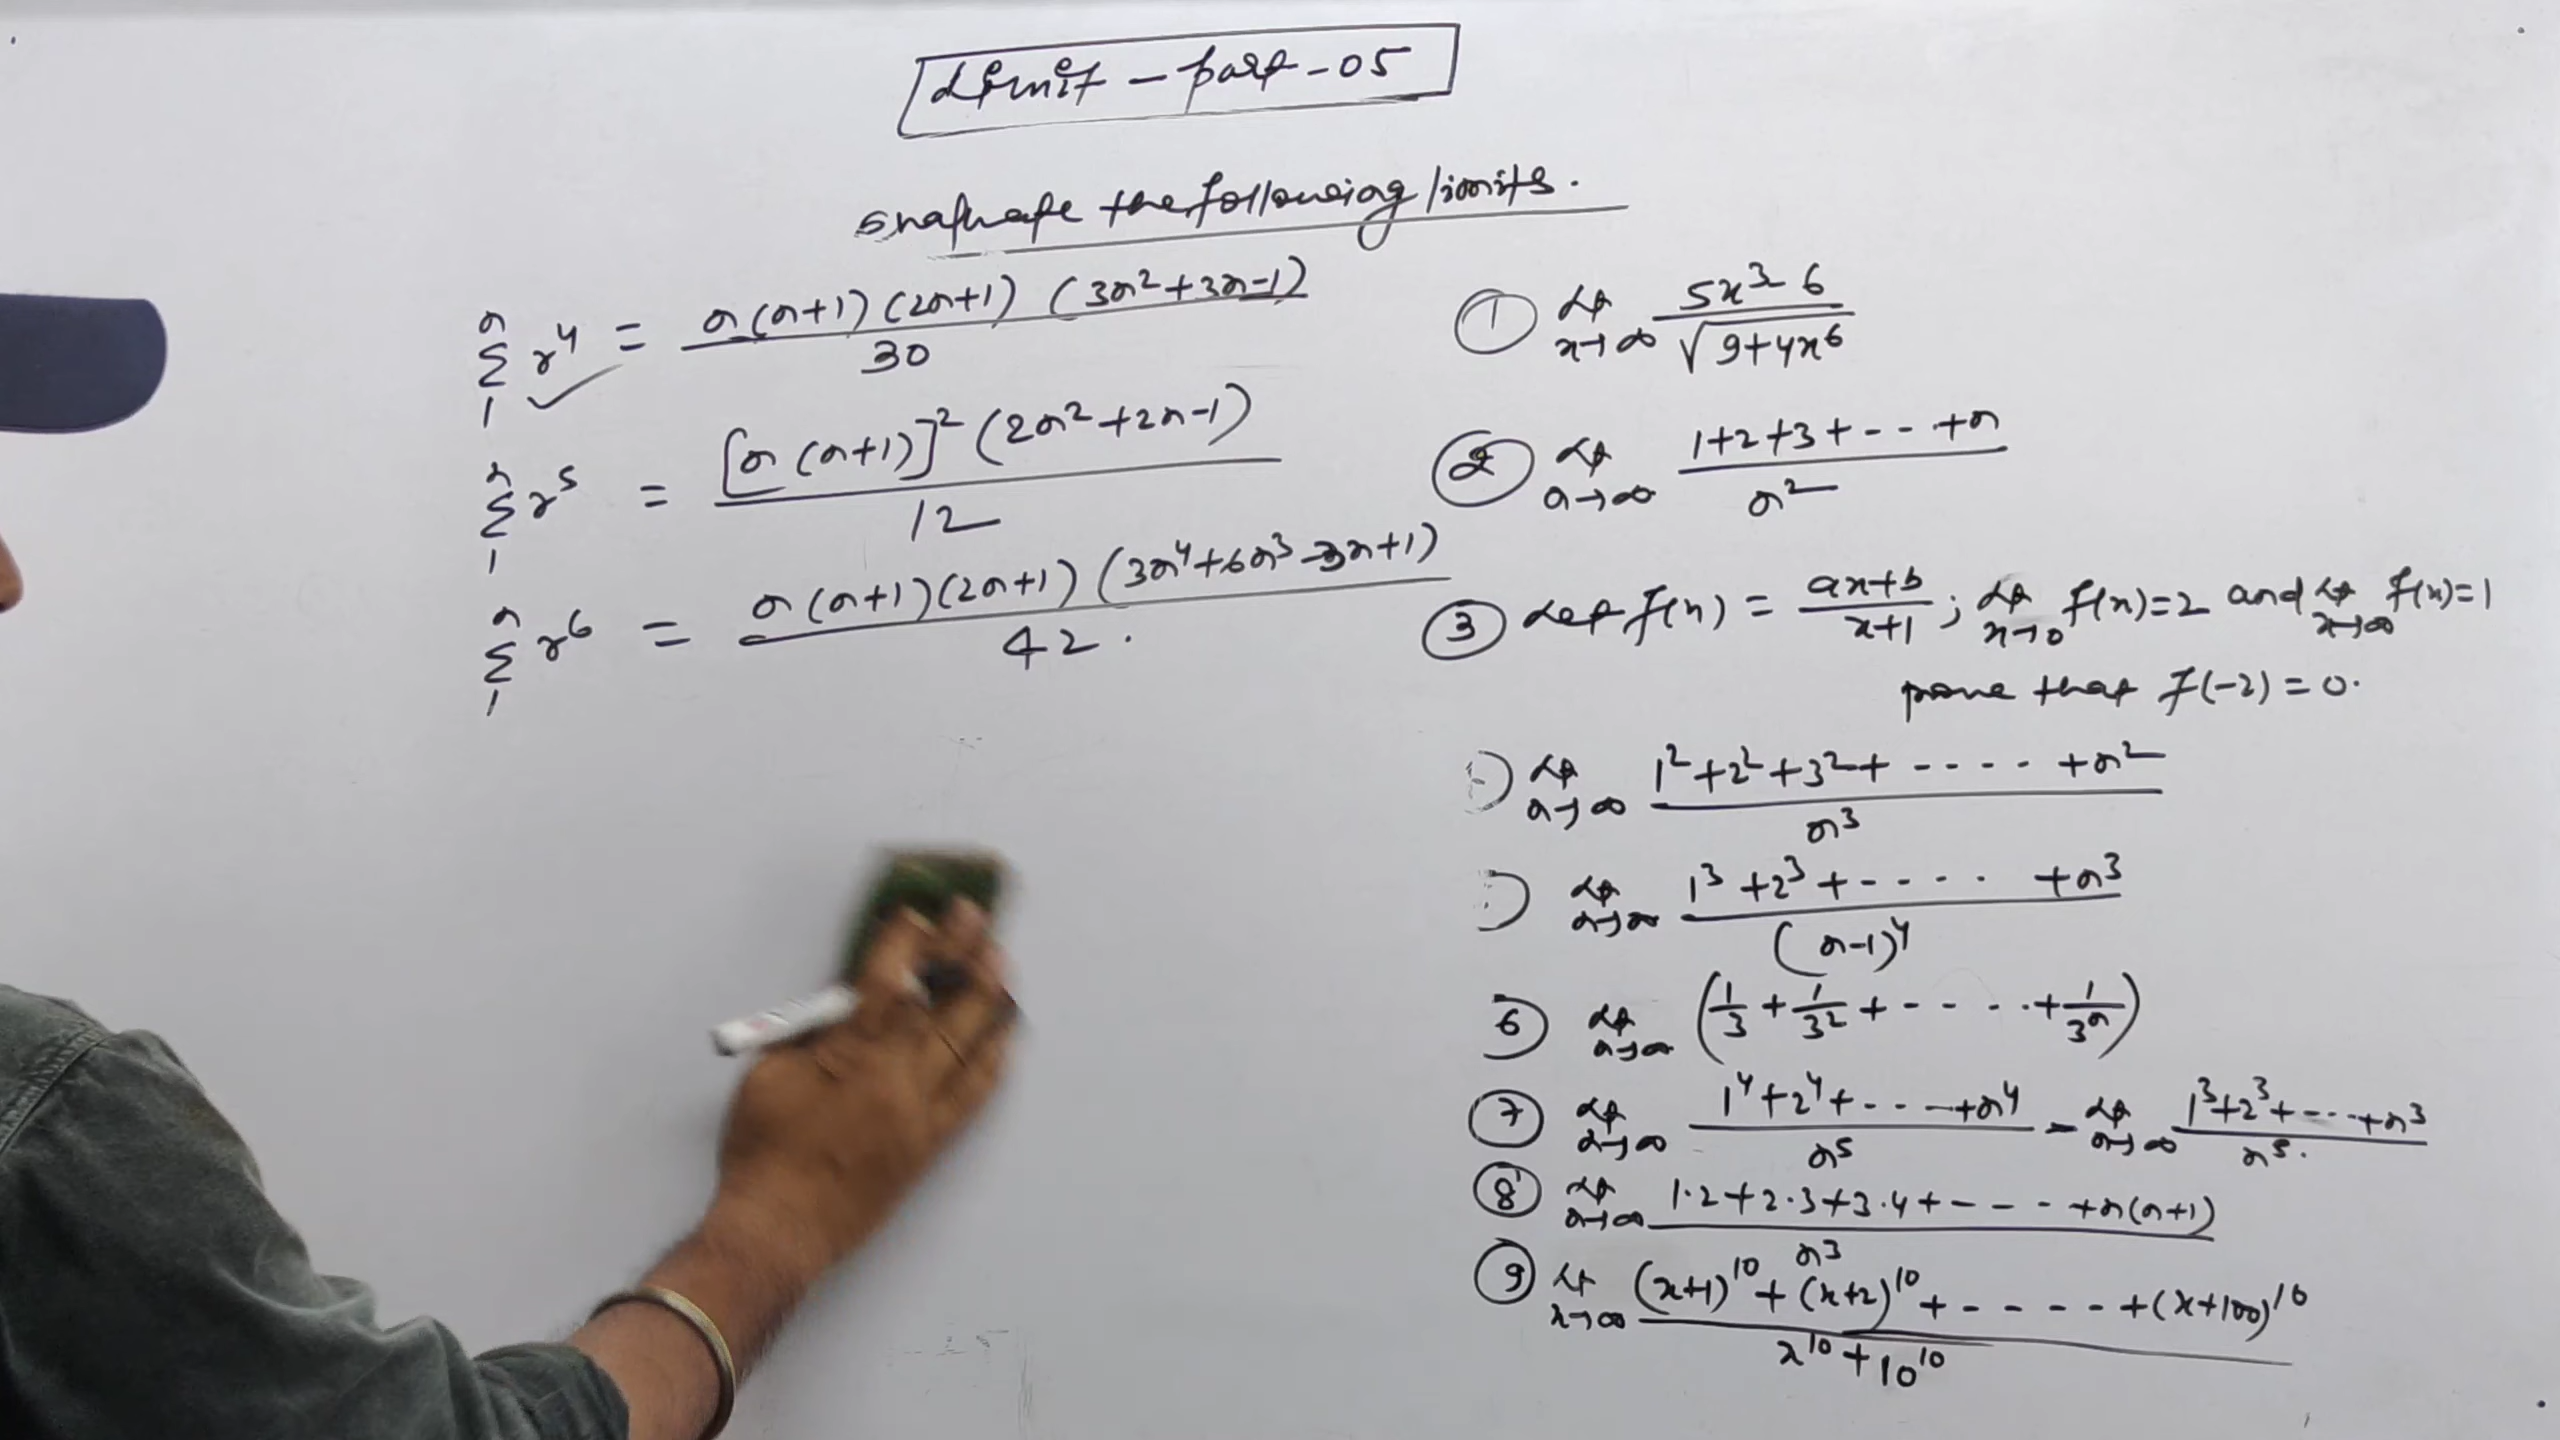 Limit - part - 05
Evaluate the following limits.
n Σ 1 r⁴ = n(n+1)(2n+1)(3n²+3n-1) / 30
n Σ 1 r⁵ = [n(n+1)]²(2n²+2n-1) / 12
n Σ 1 r⁶ = n(n+1)(2n+1)(3n⁴+6n³-3n+1) / 42.
① Lt x→∞ 5x³-6 / √9+4x⁶
② Lt n→∞ 1+2+3+--..+n / n²
③ Let f(x) = ax+b / x+1 ; Lt x→0 f(x)=2 and Lt x→∞ f(x)=1
prove that f(-2)=0.
) Lt n→∞ 1²+2²+3²+----.+n² / n³
) Lt n→∞ 1³+2³+----..+n³ / (n-1)⁴
6) Lt n→∞ (1/3 + 1/3² + ---..+ 1/3ⁿ)
⑦ Lt n→∞ 1⁴+2⁴+---+n⁴ / n⁵ - Lt n→∞ 1³+2³+--..+n³ / n⁵.
⑧ Lt n→∞ 1·2+2·3+3·4+---.+n(n+1) / n³
⑨ Lt x→∞ (x+1)¹⁰+(x+2)¹⁰+-----+(x+100)¹⁰ / x¹⁰+10¹⁰